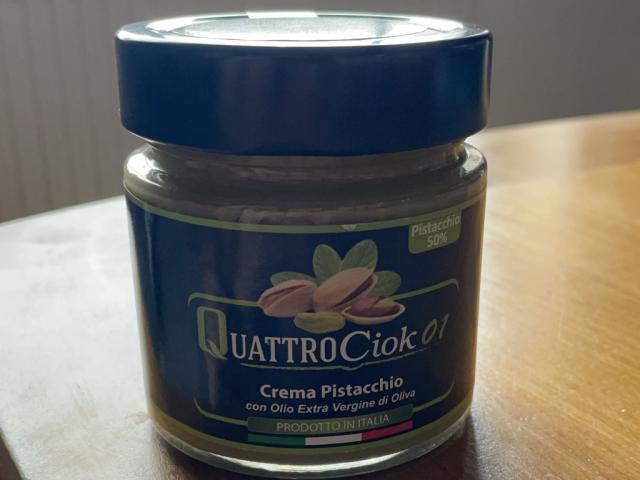 Pistacchio
50%
QUATTROCiok 01
Crema Pistacchio
con Olio Extra Vergine di Oliva
PRODOTTO IN ITALIA